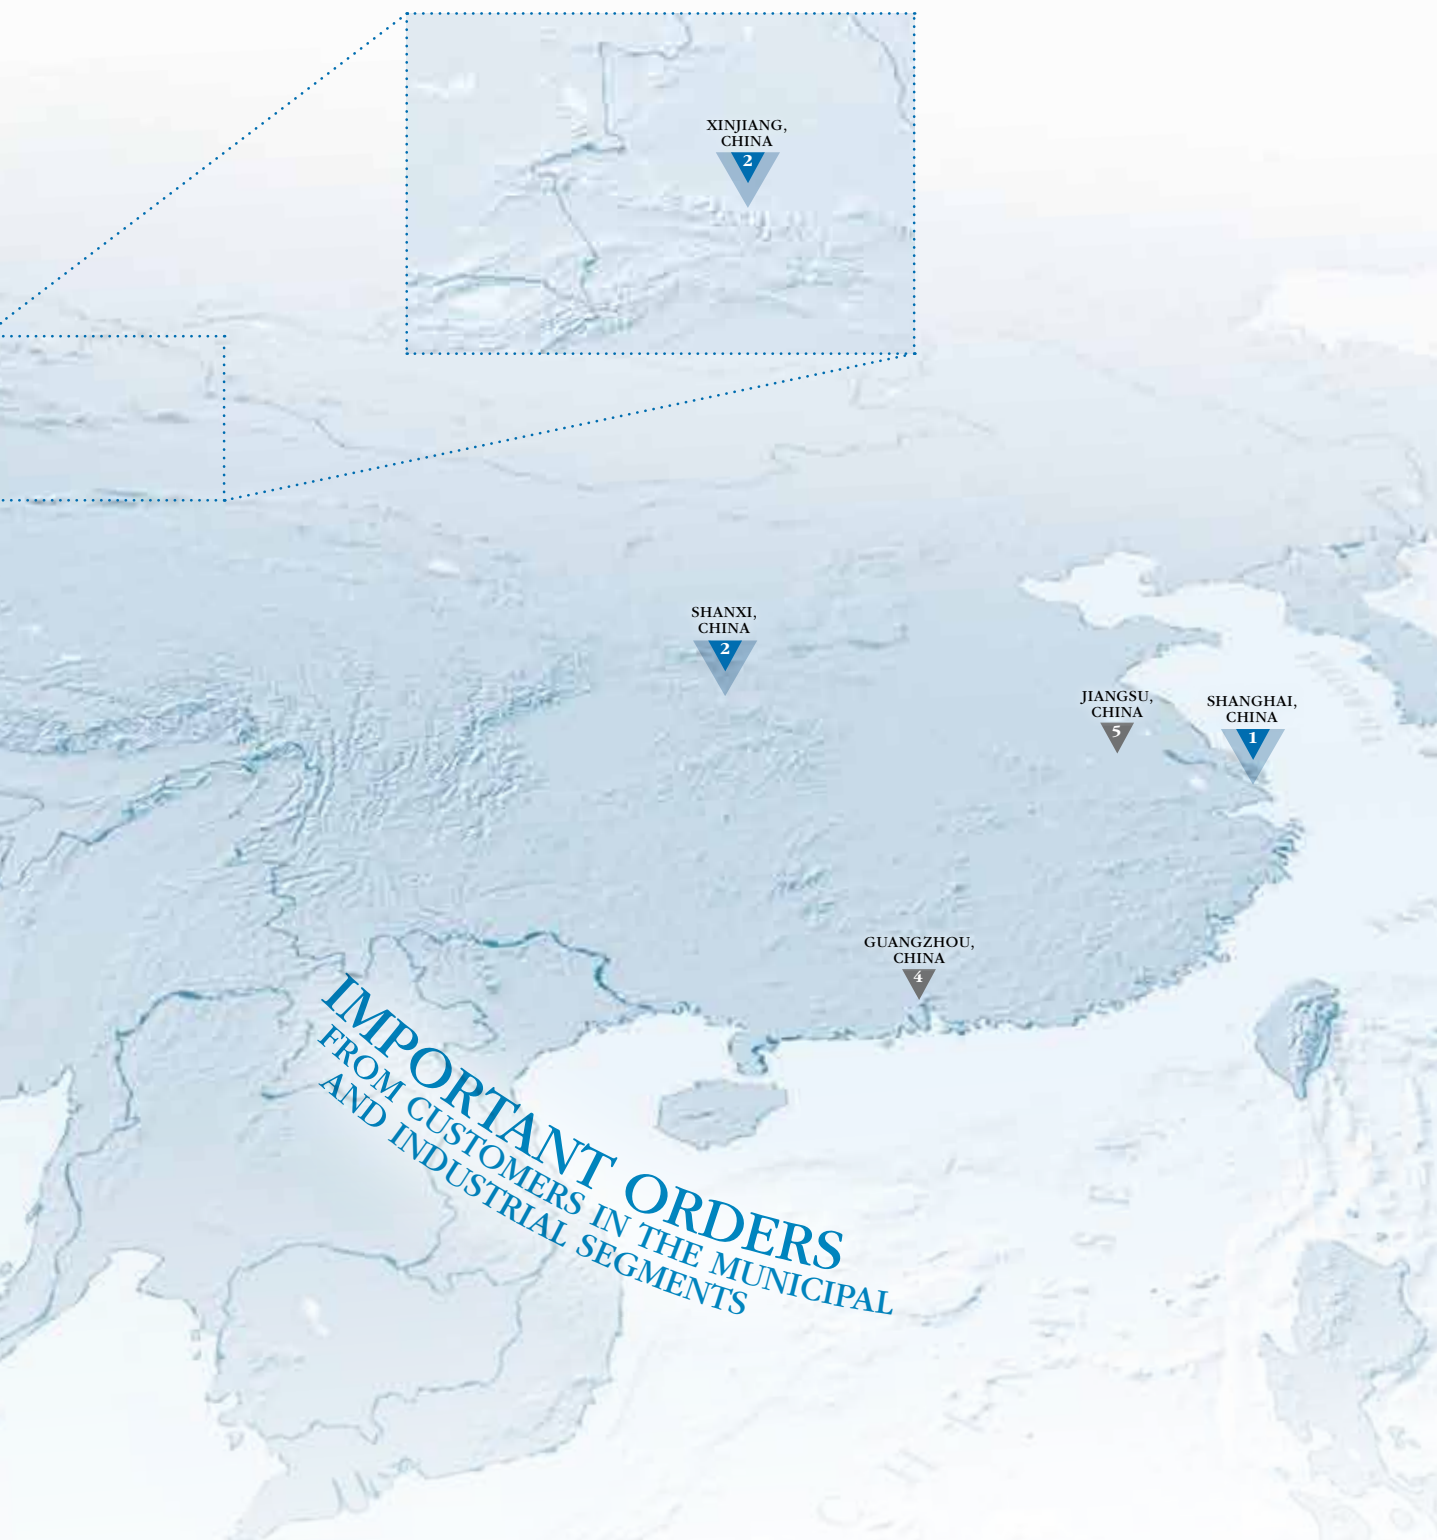 XINJIANG,
CHINA
2
SHANXI,
CHINA
2
JIANGSU,
CHINA
5
SHANGHAI,
CHINA
1
GUANGZHOU,
CHINA
4
IMPORTANT ORDERS
FROM CUSTOMERS IN THE MUNICIPAL
AND INDUSTRIAL SEGMENTS